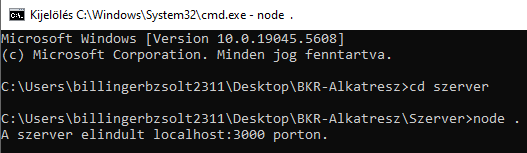 Kijelölés C:\Windows\System32\cmd.exe - node .
Microsoft Windows [Version 10.0.19045.5608]
(c) Microsoft Corporation. Minden jog fenntartva.
C:\Users\billingerbzsolt2311\Desktop\BKR-Alkatresz>cd szerver
C:\Users\billingerbzsolt2311\Desktop\BKR-Alkatresz\Szerver>node .
A szerver elindult localhost:3000 porton.